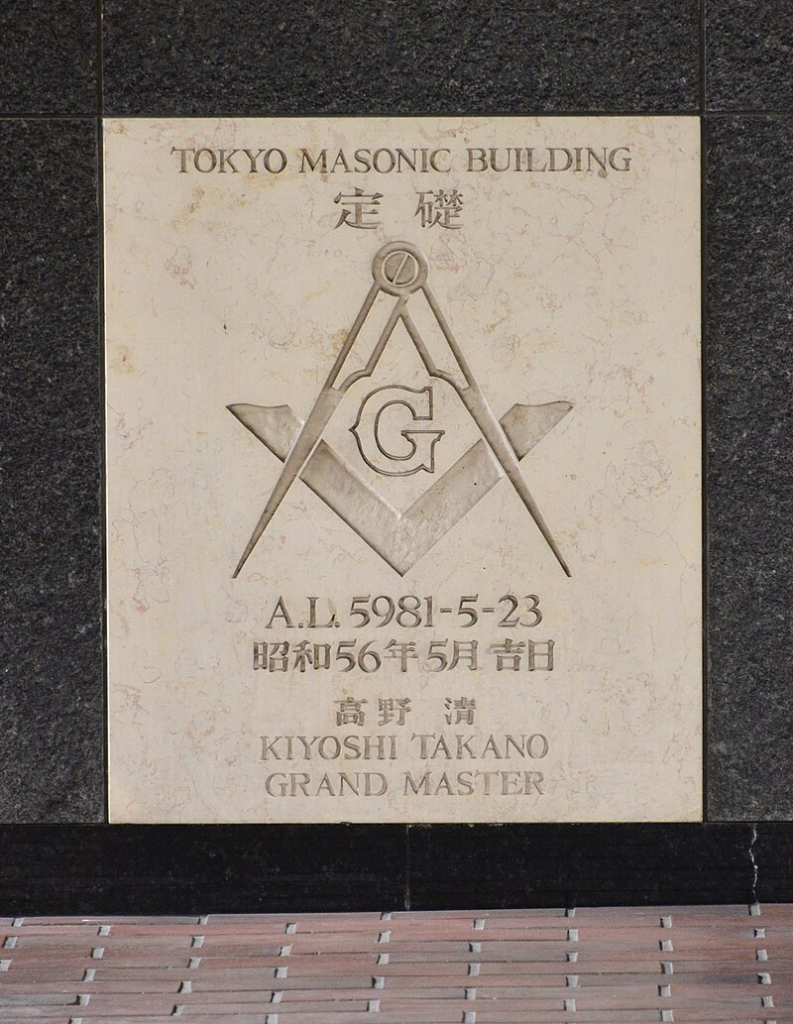 TOKYO MASONIC BUILDING
定 礎
G
A.L. 5981-5-23
昭和56年5月吉日
高野 清
KIYOSHI TAKANO
GRAND MASTER